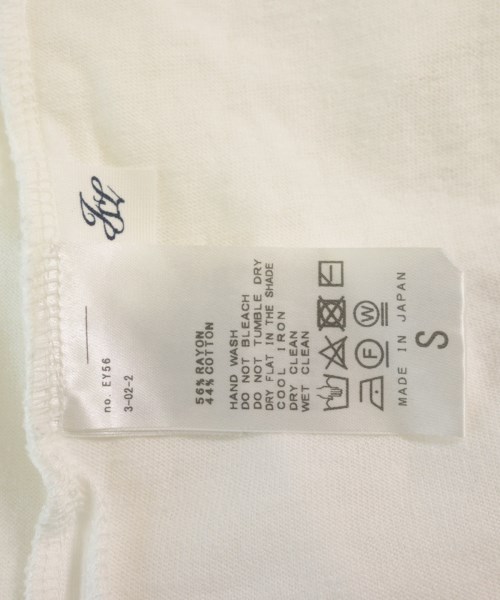 no. EY56
3-02-2
56% RAYON
44% COTTON
HAND WASH
DO NOT BLEACH
DO NOT TUMBLE DRY
DRY FLAT IN THE SHADE
COOL IRON
DRY CLEAN
WET CLEAN
F W
MADE IN JAPAN
S